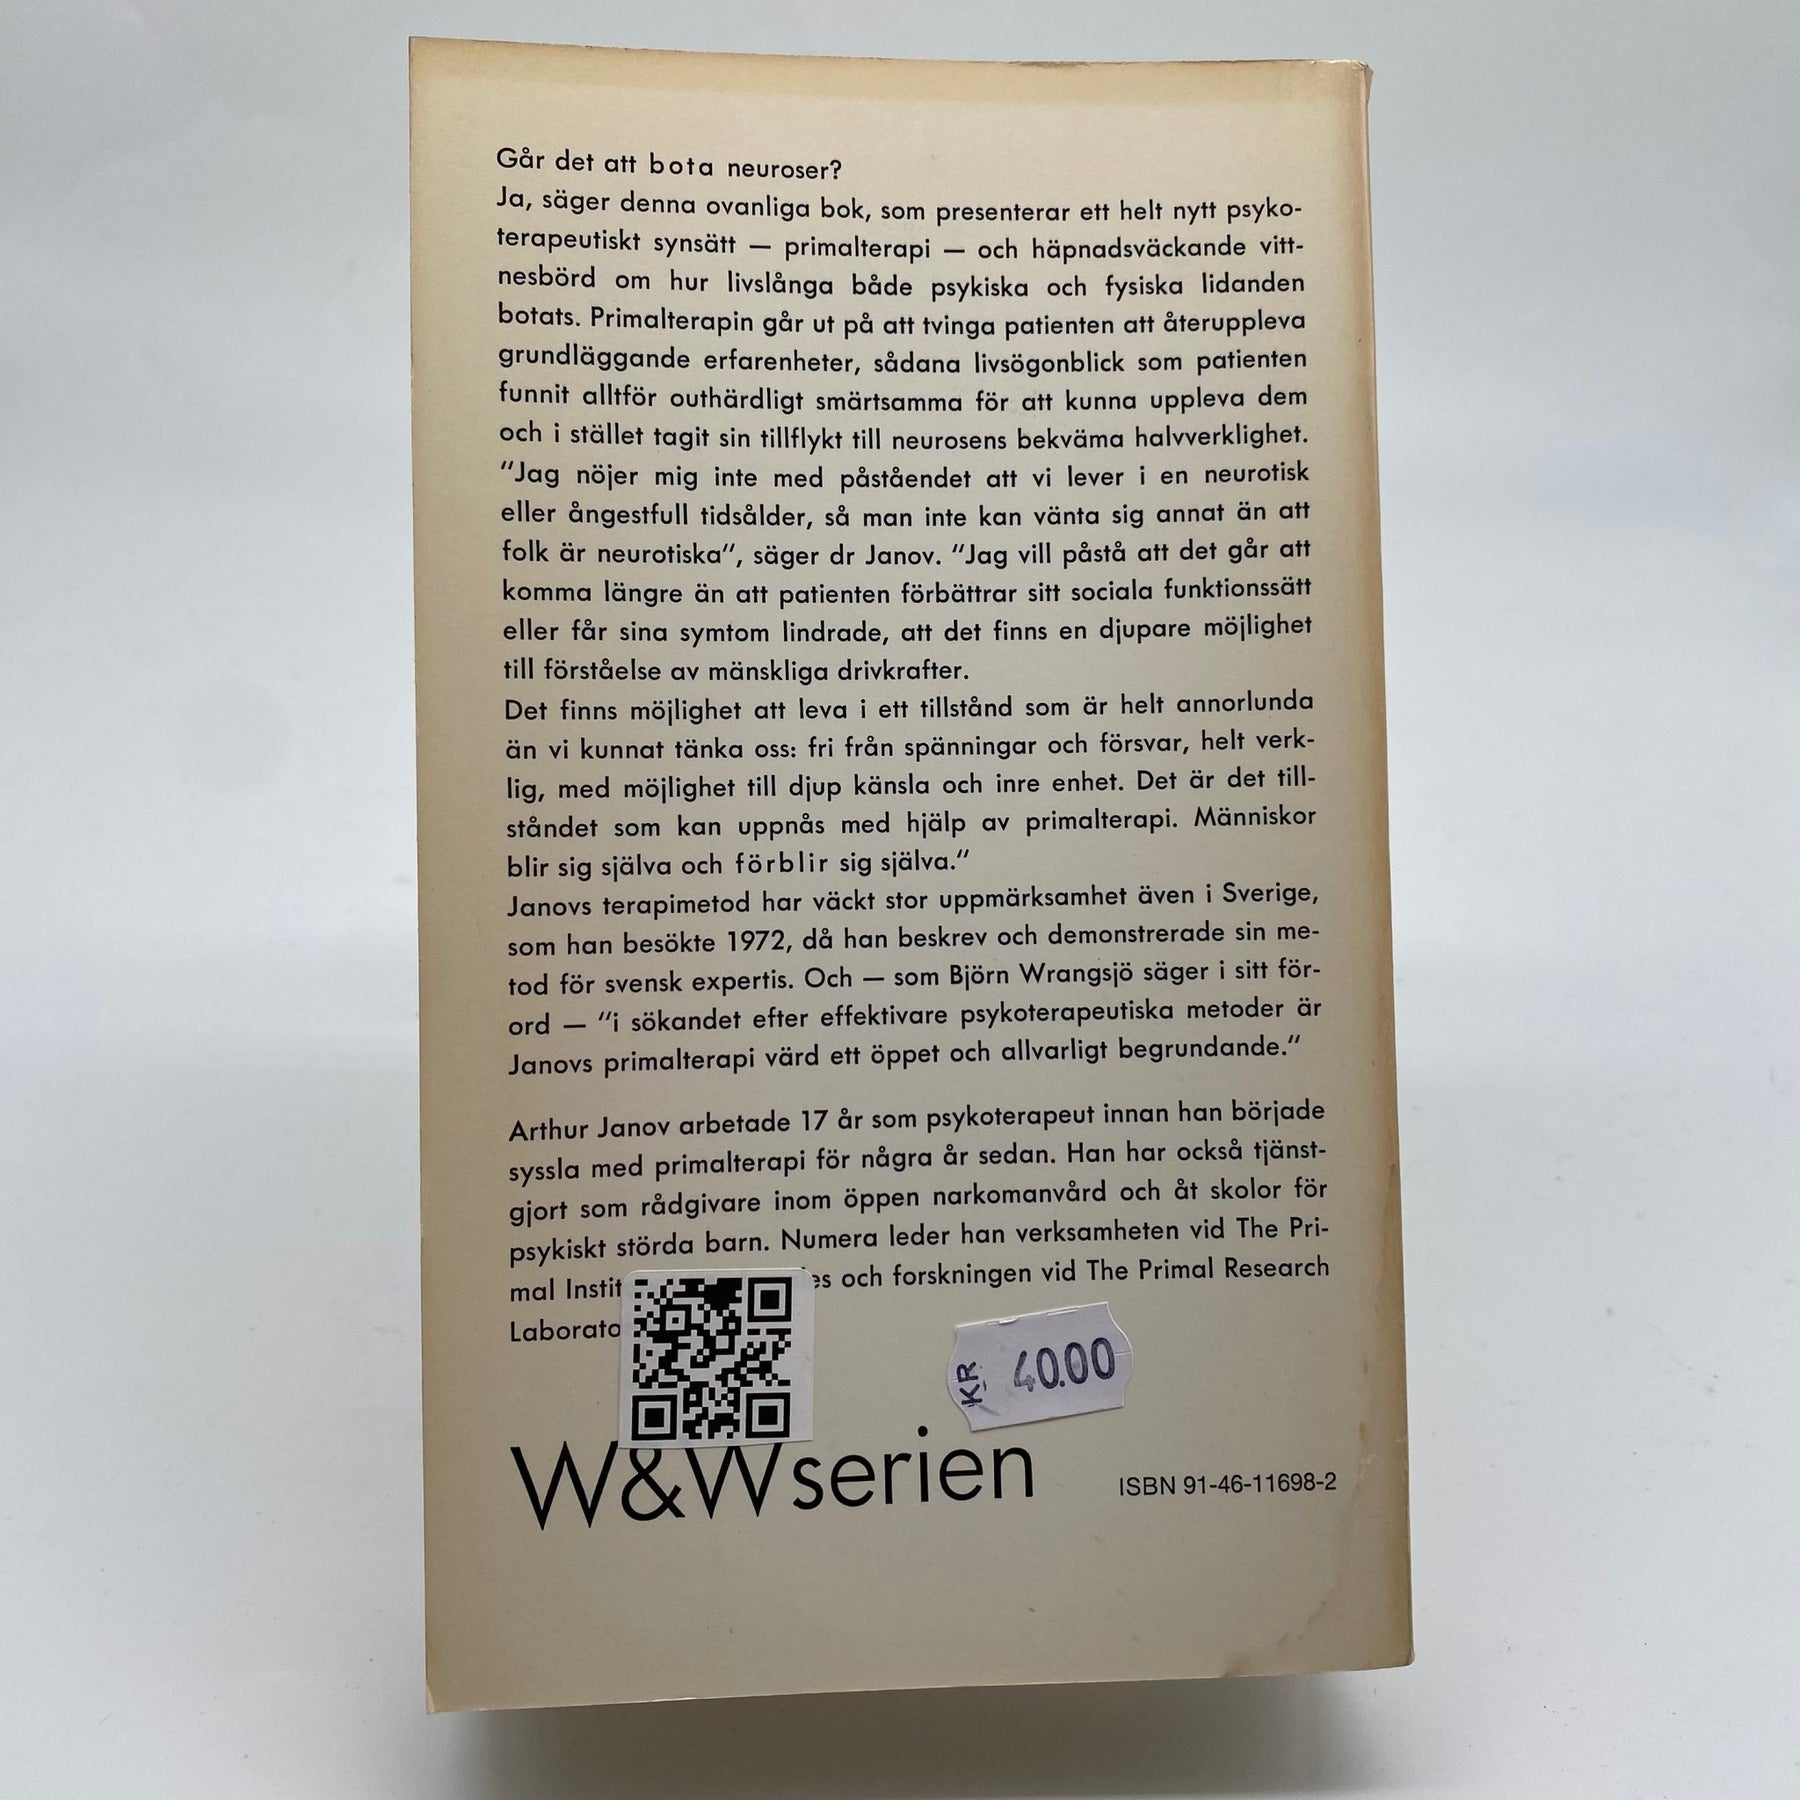 Går det att bota neuroser?
Ja, säger denna ovanliga bok, som presenterar ett helt nytt psyko-
terapeutiskt synsätt — primalterapi — och häpnadsväckande vitt-
nesbörd om hur livslånga både psykiska och fysiska lidanden
botats. Primalterapin går ut på att tvinga patienten att återuppleva
grundläggande erfarenheter, sådana livsögonblick som patienten
funnit alltför outhärdligt smärtsamma för att kunna uppleva dem
och i stället tagit sin tillflykt till neurosens bekväma halvverklighet.
"Jag nöjer mig inte med påståendet att vi lever i en neurotisk
eller ångestfull tidsålder, så man inte kan vänta sig annat än att
folk är neurotiska", säger dr Janov. "Jag vill påstå att det går att
komma längre än att patienten förbättrar sitt sociala funktionssätt
eller får sina symtom lindrade, att det finns en djupare möjlighet
till förståelse av mänskliga drivkrafter.
Det finns möjlighet att leva i ett tillstånd som är helt annorlunda
än vi kunnat tänka oss: fri från spänningar och försvar, helt verk-
lig, med möjlighet till djup känsla och inre enhet. Det är det till-
ståndet som kan uppnås med hjälp av primalterapi. Människor
blir sig själva och förblir sig själva."
Janovs terapimetod har väckt stor uppmärksamhet även i Sverige,
som han besökte 1972, då han beskrev och demonstrerade sin me-
tod för svensk expertis. Och — som Björn Wrangsjö säger i sitt för-
ord — "i sökandet efter effektivare psykoterapeutiska metoder är
Janovs primalterapi värd ett öppet och allvarligt begrundande."
Arthur Janov arbetade 17 år som psykoterapeut innan han började
syssla med primalterapi för några år sedan. Han har också tjänst-
gjort som rådgivare inom öppen narkomanvård och åt skolor för
psykiskt störda barn. Numera leder han verksamheten vid The Pri-
mal Instit es och forskningen vid The Primal Research
Laborato
KR 40.00
W&Wserien
ISBN 91-46-11698-2